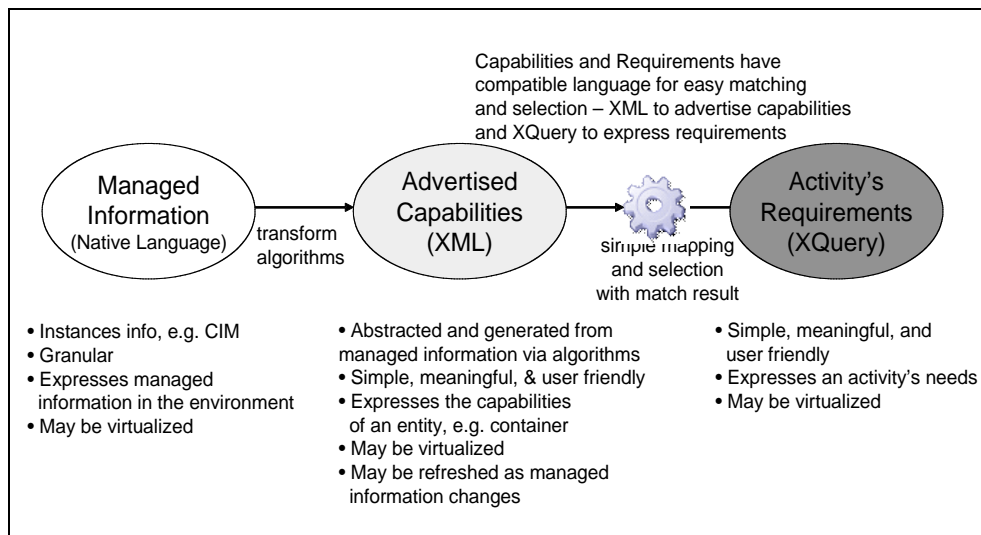 Capabilities and Requirements have
compatible language for easy matching
and selection – XML to advertise capabilities
and XQuery to express requirements
Managed
Information
(Native Language)
transform
algorithms
Advertised
Capabilities
(XML)
simple mapping
and selection
with match result
Activity’s
Requirements
(XQuery)
• Instances info, e.g. CIM
• Granular
• Expresses managed
information in the environment
• May be virtualized
• Abstracted and generated from
managed information via algorithms
• Simple, meaningful, & user friendly
• Expresses the capabilities
of an entity, e.g. container
• May be virtualized
• May be refreshed as managed
information changes
• Simple, meaningful, and
user friendly
• Expresses an activity’s needs
• May be virtualized